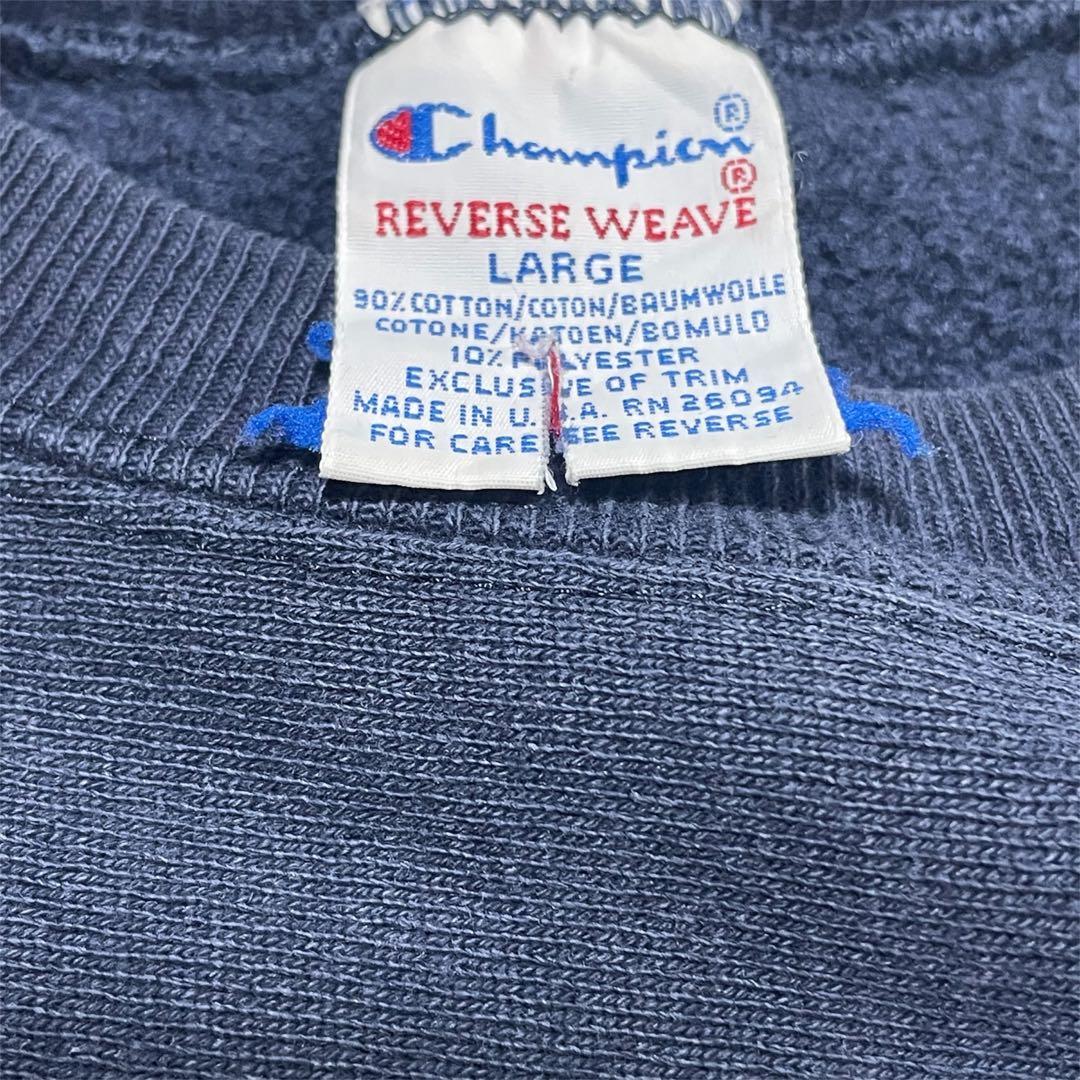 Champion ®
REVERSE WEAVE ®
LARGE
90% COTTON/COTON/BAUMWOLLE
COTONE/KATOEN/BOMULD
10% POLYESTER
EXCLUSIVE OF TRIM
MADE IN U.S.A. RN 26094
FOR CARE SEE REVERSE